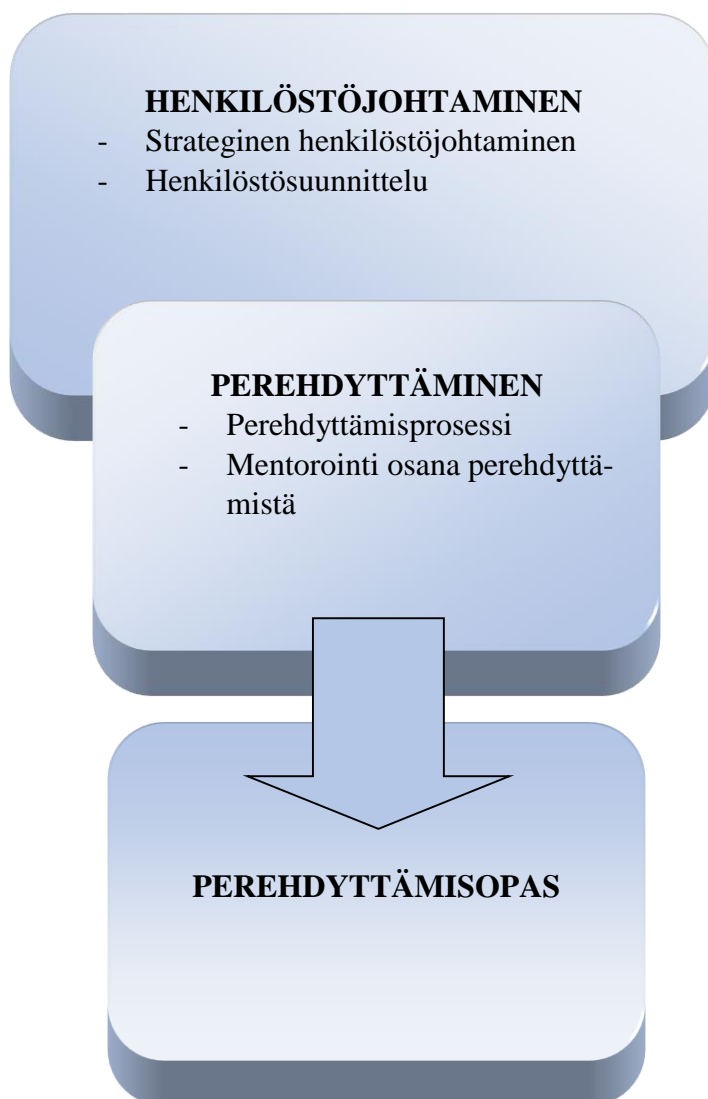 HENKILÖSTÖJOHTAMINEN
- Strateginen henkilöstöjohtaminen
- Henkilöstösuunnittelu
PEREHDYTTÄMINEN
- Perehdyttämisprosessi
- Mentorointi osana perehdyttä-
mistä
PEREHDYTTÄMISOPAS